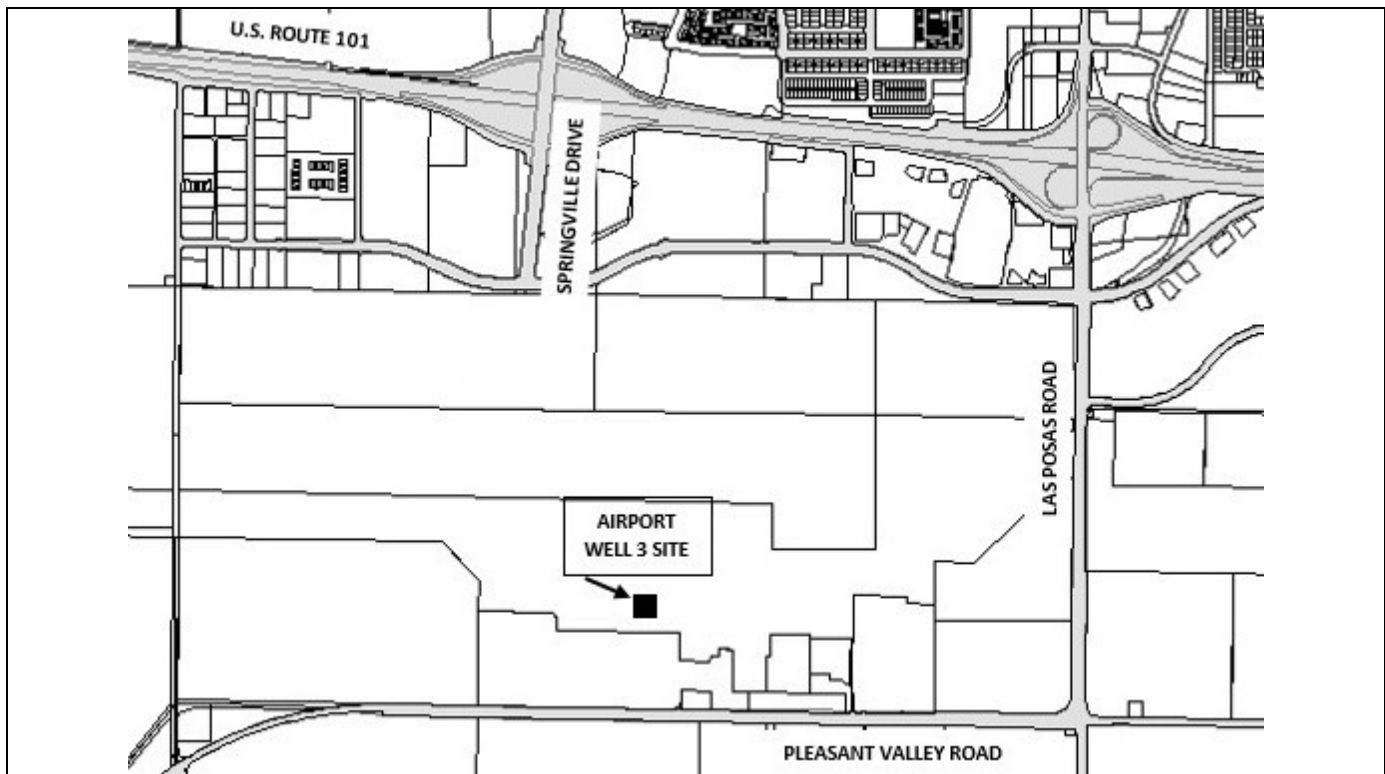 U.S. ROUTE 101
SPRINGVILLE DRIVE
LAS POSAS ROAD
AIRPORT
WELL 3 SITE
PLEASANT VALLEY ROAD